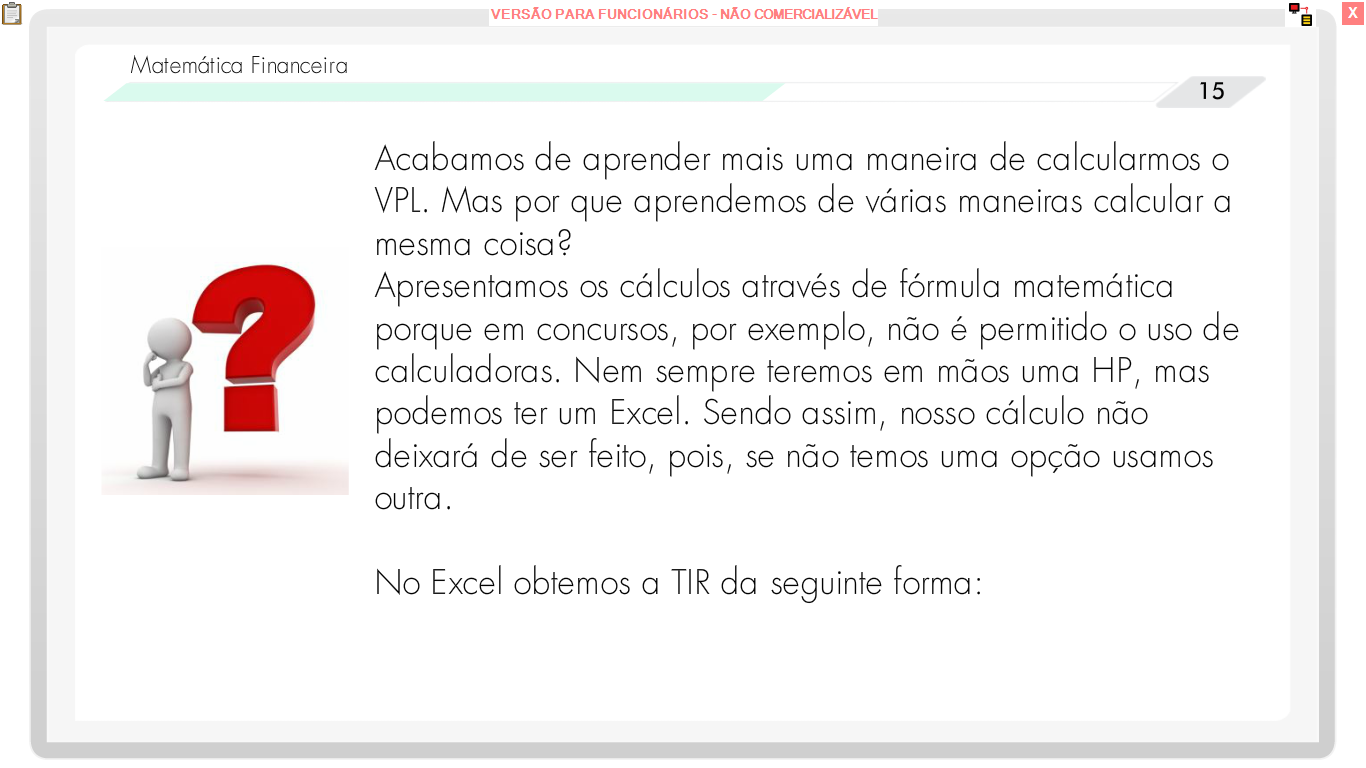 VERSÃO PARA FUNCIONÁRIOS - NÃO COMERCIALIZÁVEL
X
Matemática Financeira
15
Acabamos de aprender mais uma maneira de calcularmos o
VPL. Mas por que aprendemos de várias maneiras calcular a
mesma coisa?
Apresentamos os cálculos através de fórmula matemática
porque em concursos, por exemplo, não é permitido o uso de
calculadoras. Nem sempre teremos em mãos uma HP, mas
podemos ter um Excel. Sendo assim, nosso cálculo não
deixará de ser feito, pois, se não temos uma opção usamos
outra.
No Excel obtemos a TIR da seguinte forma: